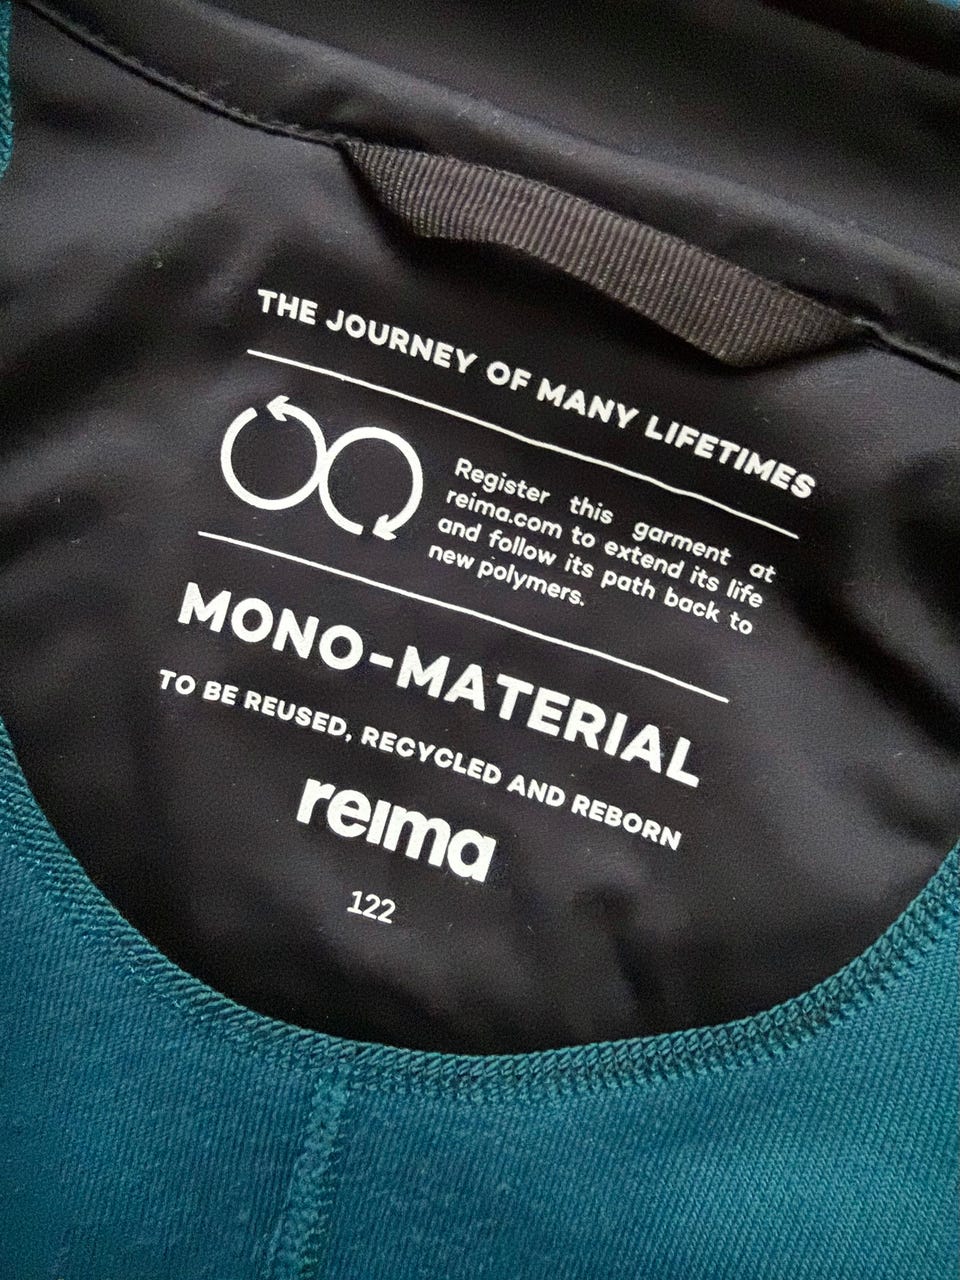 THE JOURNEY OF MANY LIFETIMES
Register this garment at
reima.com to extend its life
and follow its path back to
new polymers.
MONO-MATERIAL
TO BE REUSED, RECYCLED AND REBORN
reima
122